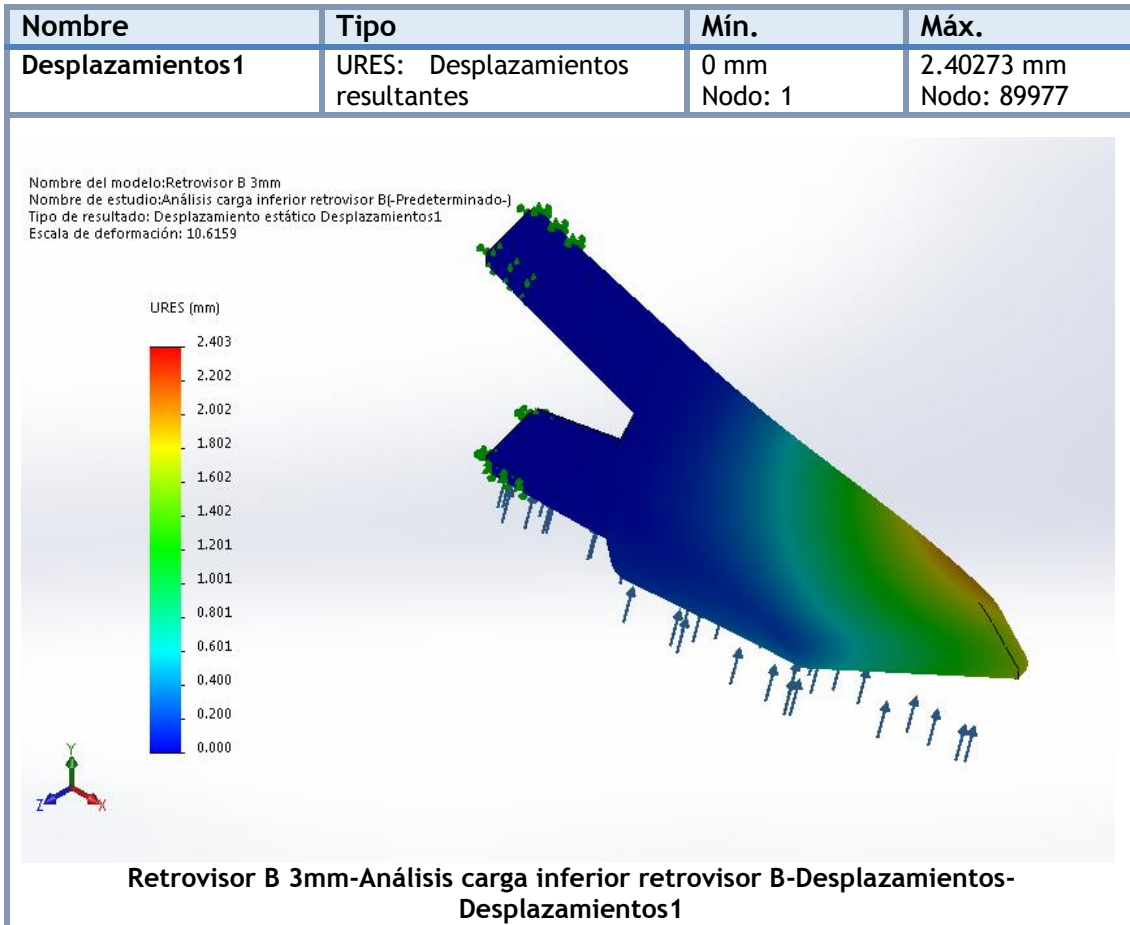 Nombre Tipo Mín. Máx.
Desplazamientos1 URES: Desplazamientos 0 mm 2.40273 mm
resultantes Nodo: 1 Nodo: 89977
Nombre del modelo:Retrovisor B 3mm
Nombre de estudio:Análisis carga inferior retrovisor B(-Predeterminado-)
Tipo de resultado: Desplazamiento estático Desplazamientos1
Escala de deformación: 10.6159
URES (mm)
2.403
2.202
2.002
1.802
1.602
1.402
1.201
1.001
0.801
0.601
0.400
0.200
0.000
Y
Z X
Retrovisor B 3mm-Análisis carga inferior retrovisor B-Desplazamientos-
Desplazamientos1